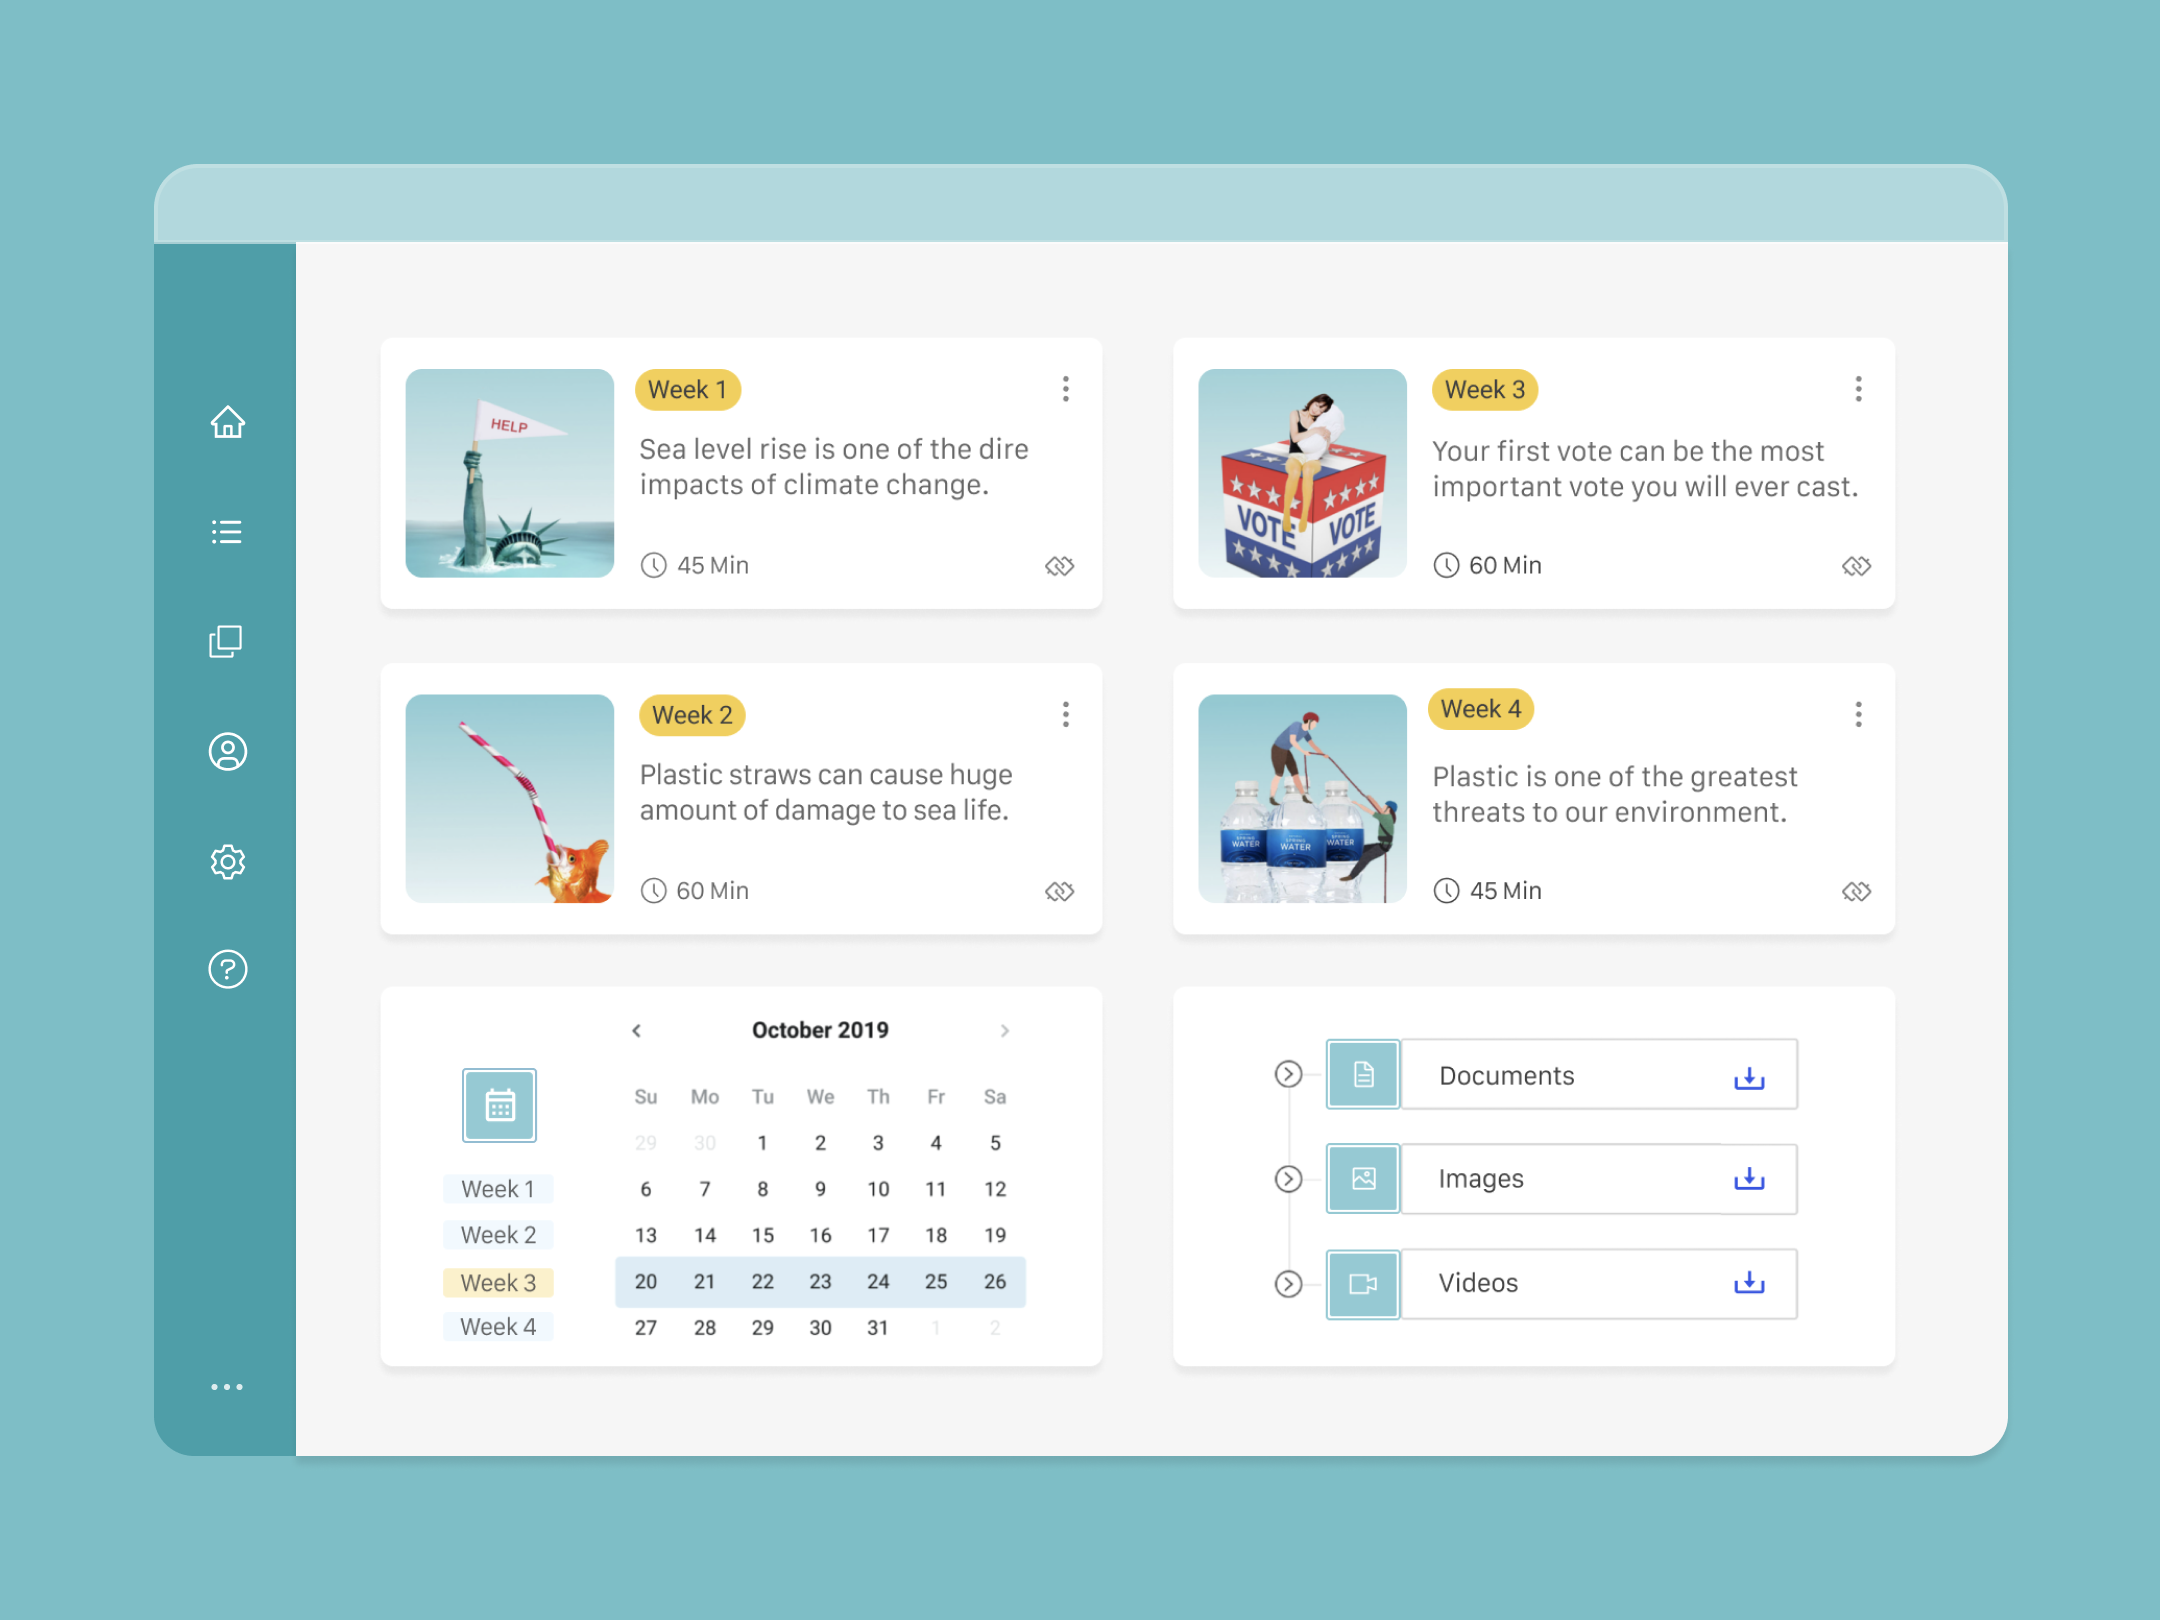 Week 1
HELP
Sea level rise is one of the dire
impacts of climate change.
45 Min
Week 3
Your first vote can be the most
important vote you will ever cast.
VOTE VOTE
60 Min
Week 2
Plastic straws can cause huge
amount of damage to sea life.
60 Min
Week 4
Plastic is one of the greatest
threats to our environment.
SPRING
WATER
SPRING
WATER
SPRING
WATER
45 Min
October 2019
Su Mo Tu We Th Fr Sa
29 30 1 2 3 4 5
6 7 8 9 10 11 12
13 14 15 16 17 18 19
20 21 22 23 24 25 26
27 28 29 30 31 1 2
Week 1
Week 2
Week 3
Week 4
Documents
Images
Videos